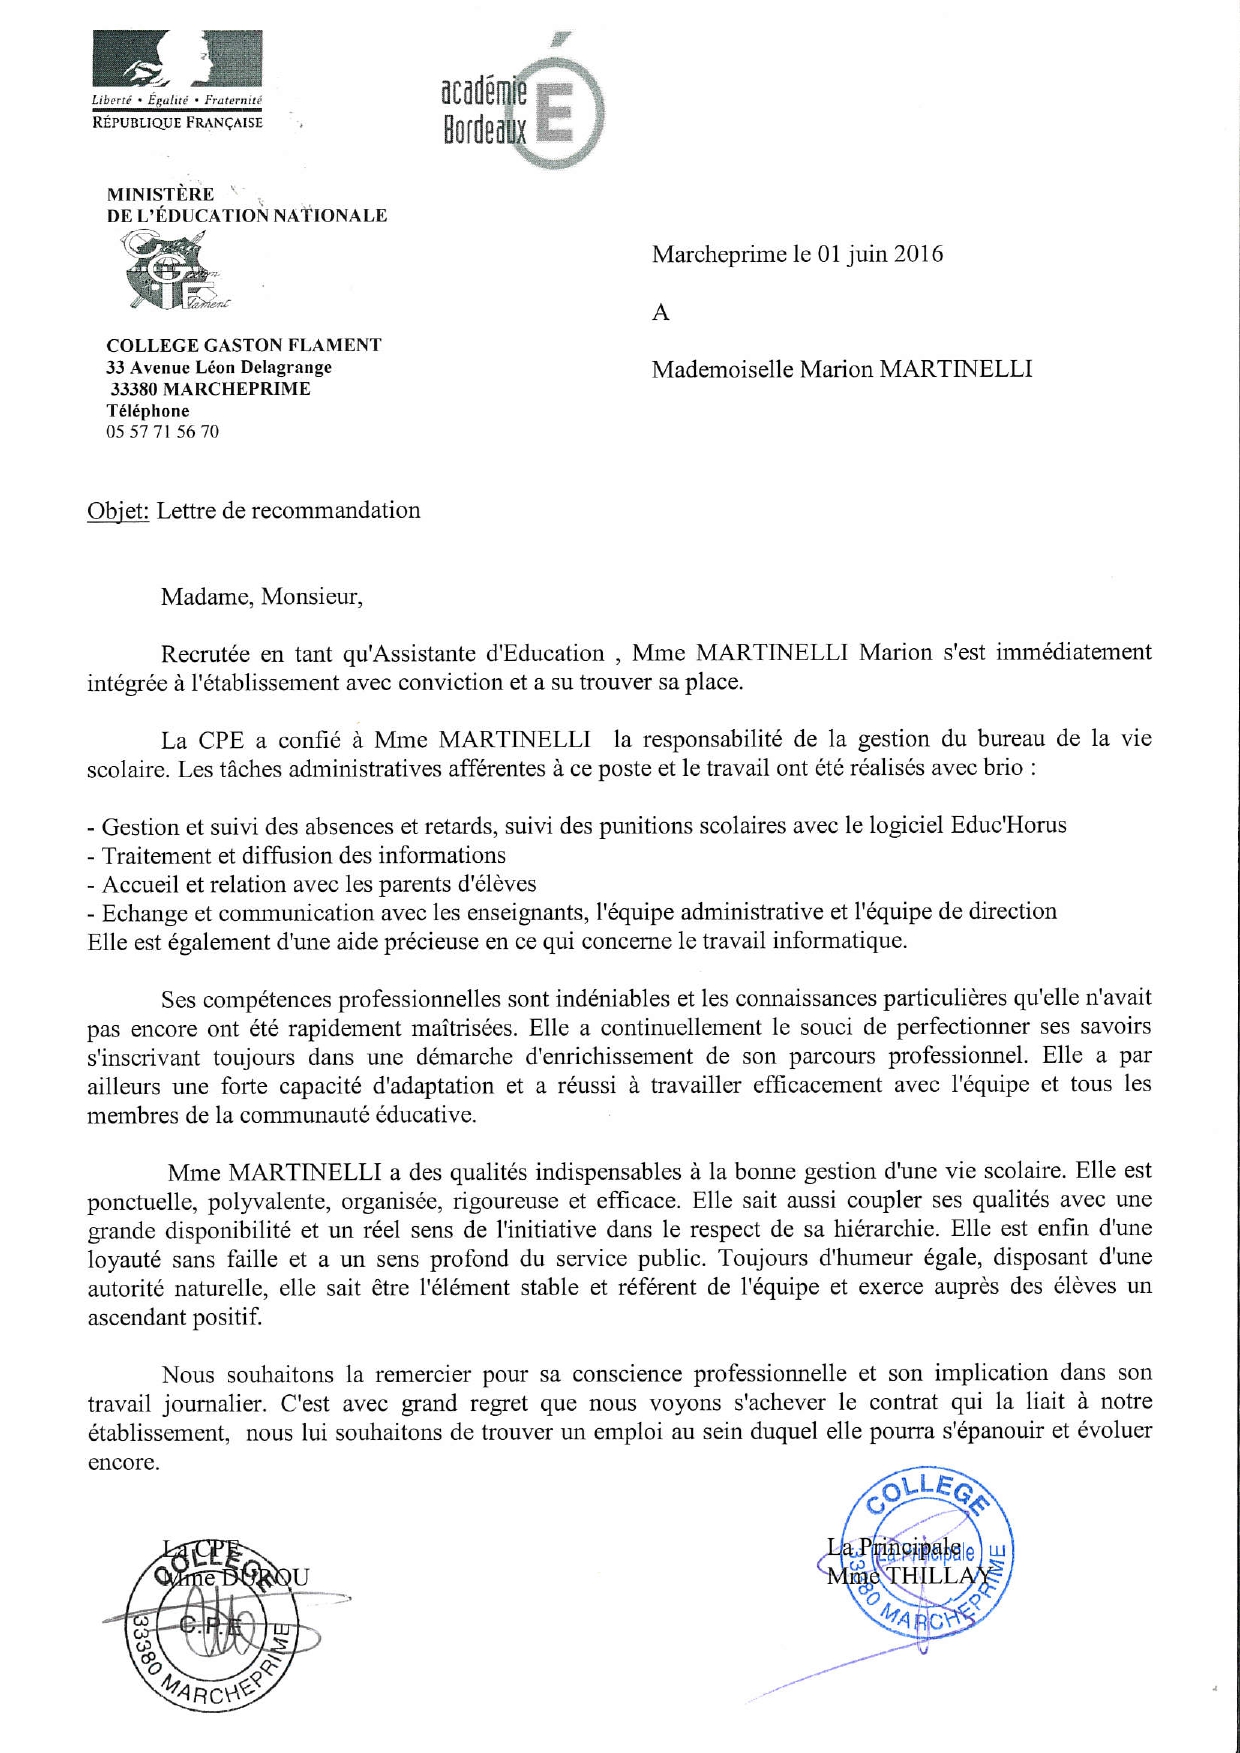 Liberté • Égalité • Fraternité
RÉPUBLIQUE FRANÇAISE
académie
Bordeaux
É
MINISTÈRE
DE L'ÉDUCATION NATIONALE
COLLEGE GASTON FLAMENT
33 Avenue Léon Delagrange
33380 MARCHEPRIME
Téléphone
05 57 71 56 70
Marcheprime le 01 juin 2016
A
Mademoiselle Marion MARTINELLI
Objet: Lettre de recommandation
Madame, Monsieur,
Recrutée en tant qu'Assistante d'Education , Mme MARTINELLI Marion s'est immédiatement
intégrée à l'établissement avec conviction et a su trouver sa place.
La CPE a confié à Mme MARTINELLI la responsabilité de la gestion du bureau de la vie
scolaire. Les tâches administratives afférentes à ce poste et le travail ont été réalisés avec brio :
- Gestion et suivi des absences et retards, suivi des punitions scolaires avec le logiciel Educ'Horus
- Traitement et diffusion des informations
- Accueil et relation avec les parents d'élèves
- Echange et communication avec les enseignants, l'équipe administrative et l'équipe de direction
Elle est également d'une aide précieuse en ce qui concerne le travail informatique.
Ses compétences professionnelles sont indéniables et les connaissances particulières qu'elle n'avait
pas encore ont été rapidement maîtrisées. Elle a continuellement le souci de perfectionner ses savoirs
s'inscrivant toujours dans une démarche d'enrichissement de son parcours professionnel. Elle a par
ailleurs une forte capacité d'adaptation et a réussi à travailler efficacement avec l'équipe et tous les
membres de la communauté éducative.
Mme MARTINELLI a des qualités indispensables à la bonne gestion d'une vie scolaire. Elle est
ponctuelle, polyvalente, organisée, rigoureuse et efficace. Elle sait aussi coupler ses qualités avec une
grande disponibilité et un réel sens de l'initiative dans le respect de sa hiérarchie. Elle est enfin d'une
loyauté sans faille et a un sens profond du service public. Toujours d'humeur égale, disposant d'une
autorité naturelle, elle sait être l'élément stable et référent de l'équipe et exerce auprès des élèves un
ascendant positif.
Nous souhaitons la remercier pour sa conscience professionnelle et son implication dans son
travail journalier. C'est avec grand regret que nous voyons s'achever le contrat qui la liait à notre
établissement, nous lui souhaitons de trouver un emploi au sein duquel elle pourra s'épanouir et évoluer
encore.
La CPE
Mme DUROU
COLLEGE
C.P.E
33380 MARCHEPRIME
La Principale
Mme THILLAY
COLLEGE
La Principale
33380 MARCHEPRIME